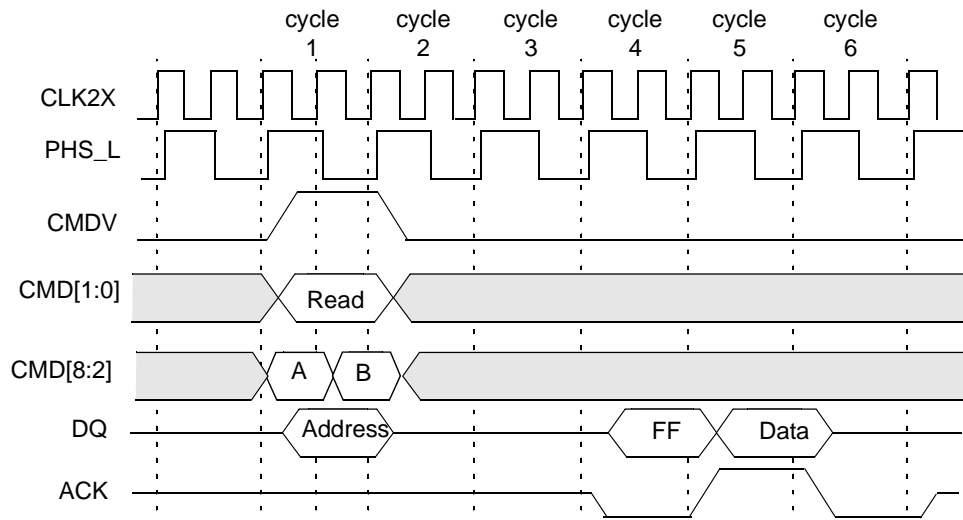 cycle cycle cycle cycle cycle cycle
1 2 3 4 5 6
CLK2X
PHS_L
CMDV
CMD[1:0] Read
CMD[8:2] A B
DQ Address FF Data
ACK